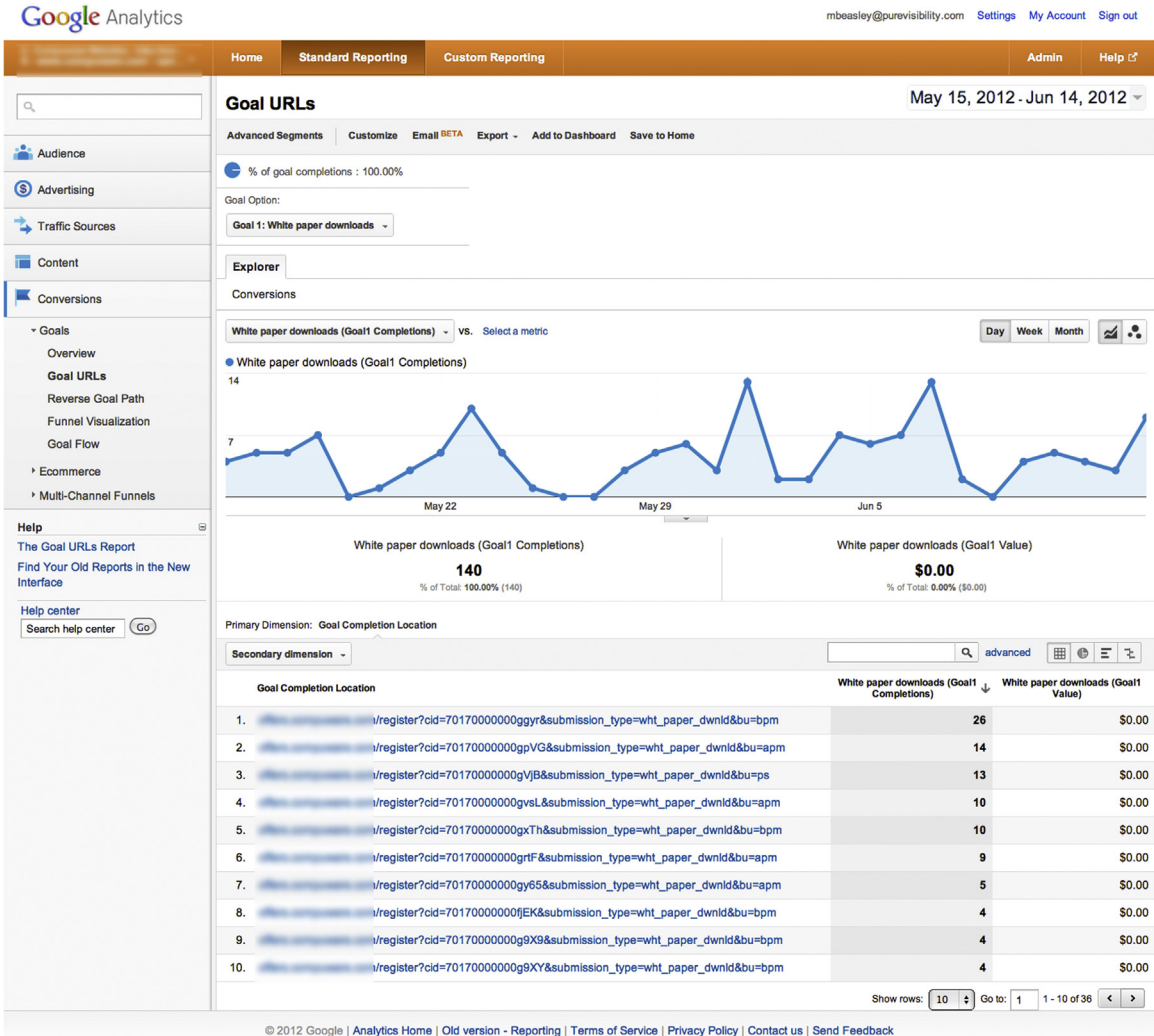 Google Analytics
mbeasley@purevisibility.com Settings My Account Sign out
Home Standard Reporting Custom Reporting Admin Help
Goal URLs
May 15, 2012 - Jun 14, 2012
Advanced Segments Customize Email BETA Export Add to Dashboard Save to Home
Audience
Advertising
Traffic Sources
Content
Conversions
Goals
Overview
Goal URLs
Reverse Goal Path
Funnel Visualization
Goal Flow
Ecommerce
Multi-Channel Funnels
Help
The Goal URLs Report
Find Your Old Reports in the New
Interface
Help center
Search help center Go
% of goal completions : 100.00%
Goal Option:
Goal 1: White paper downloads
Explorer
Conversions
White paper downloads (Goal1 Completions) vs. Select a metric
Day Week Month
White paper downloads (Goal1 Completions)
14
7
May 22 May 29 Jun 5
White paper downloads (Goal1 Completions)
140
% of Total: 100.00% (140)
White paper downloads (Goal1 Value)
$0.00
% of Total: 0.00% ($0.00)
Primary Dimension: Goal Completion Location
Secondary dimension advanced
Goal Completion Location
White paper downloads (Goal1
Completions)
White paper downloads (Goal1
Value)
1. /register?cid=70170000000ggyr&submission_type=wht_paper_dwnld&bu=bpm 26 $0.00
2. /register?cid=70170000000gpVG&submission_type=wht_paper_dwnld&bu=apm 14 $0.00
3. /register?cid=70170000000gVjB&submission_type=wht_paper_dwnld&bu=ps 13 $0.00
4. /register?cid=70170000000gvsL&submission_type=wht_paper_dwnld&bu=apm 10 $0.00
5. /register?cid=70170000000gxTh&submission_type=wht_paper_dwnld&bu=bpm 10 $0.00
6. /register?cid=70170000000grtF&submission_type=wht_paper_dwnld&bu=apm 9 $0.00
7. /register?cid=70170000000gy65&submission_type=wht_paper_dwnld&bu=apm 5 $0.00
8. /register?cid=70170000000fjEK&submission_type=wht_paper_dwnld&bu=bpm 4 $0.00
9. /register?cid=70170000000g9X9&submission_type=wht_paper_dwnld&bu=bpm 4 $0.00
10. /register?cid=70170000000g9XY&submission_type=wht_paper_dwnld&bu=bpm 4 $0.00
Show rows: 10 Go to: 1 1 - 10 of 36
© 2012 Google | Analytics Home | Old version - Reporting | Terms of Service | Privacy Policy | Contact us | Send Feedback